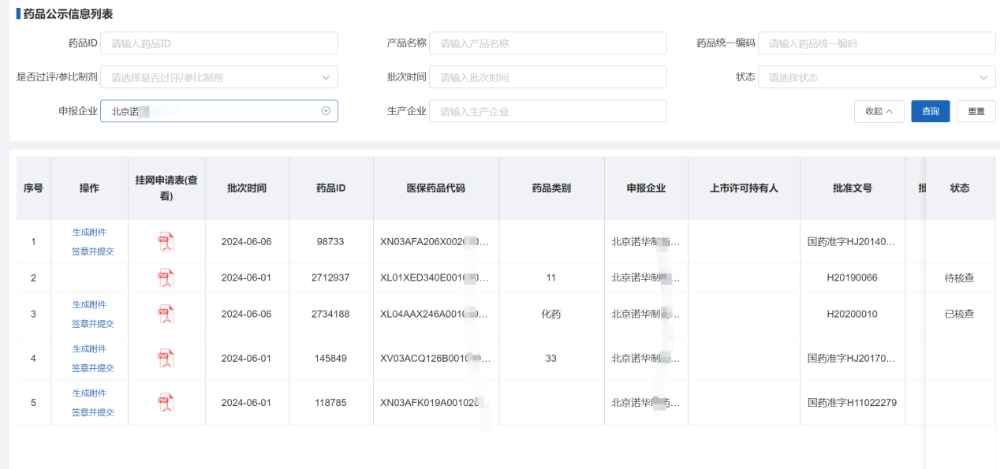 药品公示信息列表
药品ID 请输入药品ID 产品名称 请输入产品名称 药品统一编码 请输入药品统一编码
是否过评/参比制剂 请选择是否过评/参比制剂 批次时间 请输入批次时间 状态 请选择状态
申报企业 北京诺 生产企业 请输入生产企业 收起 查询 重置
序号 操作 挂网申请表(查看) 批次时间 药品ID 医保药品代码 药品类别 申报企业 上市许可持有人 批准文号 状态
1 生成附件 签章并提交 PDF 2024-06-06 98733 XN03AFA206X002 北京诺华制 国药准字HJ20140...
2 PDF 2024-06-01 2712937 XL01XED340E001 11 北京诺华制 H20190066 待核查
3 生成附件 签章并提交 PDF 2024-06-06 2734188 XL04AAX246A001 化药 北京诺华制 H20200010 已核查
4 生成附件 签章并提交 PDF 2024-06-01 145849 XV03ACQ126B001 33 北京诺华制 国药准字HJ20170...
5 生成附件 签章并提交 PDF 2024-06-01 118785 XN03AFK019A00102 北京诺华 国药准字H11022279